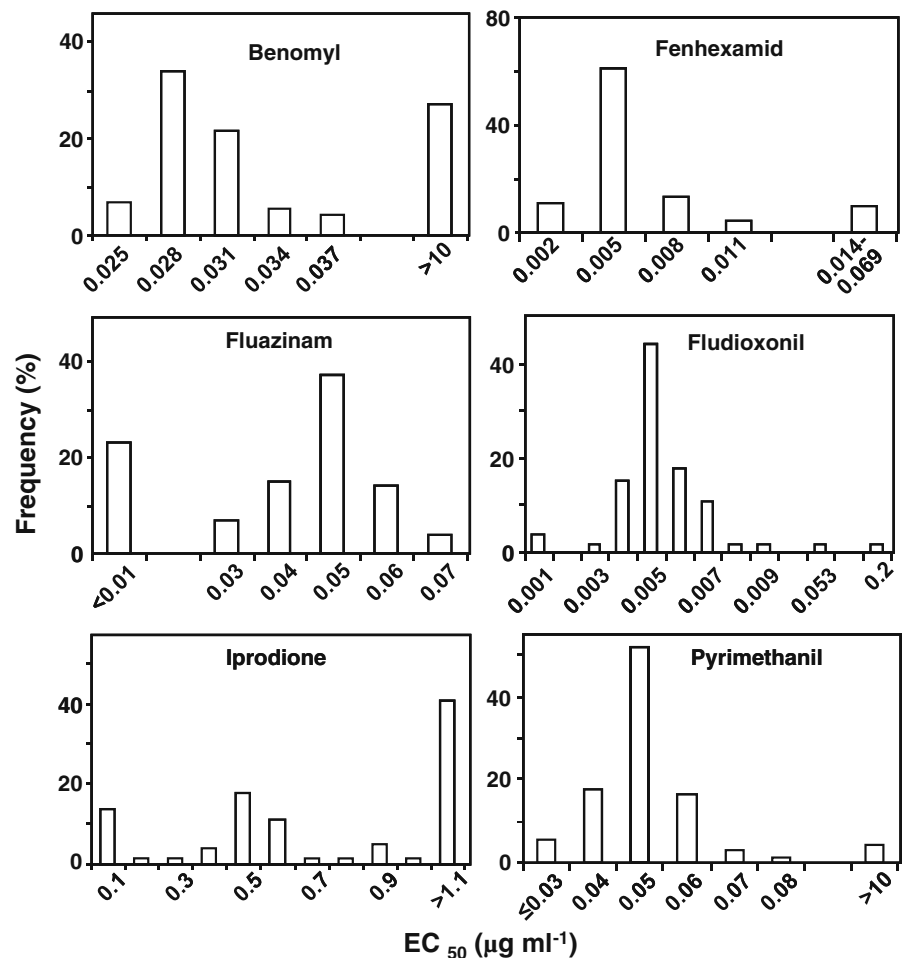 Benomyl
40
20
0
0.025 0.028 0.031 0.034 0.037 >10
Fenhexamid
80
40
0
0.002 0.005 0.008 0.011 0.014-
0.069
Frequency (%)
Fluazinam
40
20
0
<0.01 0.03 0.04 0.05 0.06 0.07
Fludioxonil
40
20
0
0.001 0.003 0.005 0.007 0.009 0.053 0.2
Iprodione
40
20
0
0.1 0.3 0.5 0.7 0.9 >1.1
Pyrimethanil
40
20
0
≤0.03 0.04 0.05 0.06 0.07 0.08 >10
EC 50 (µg ml-1)